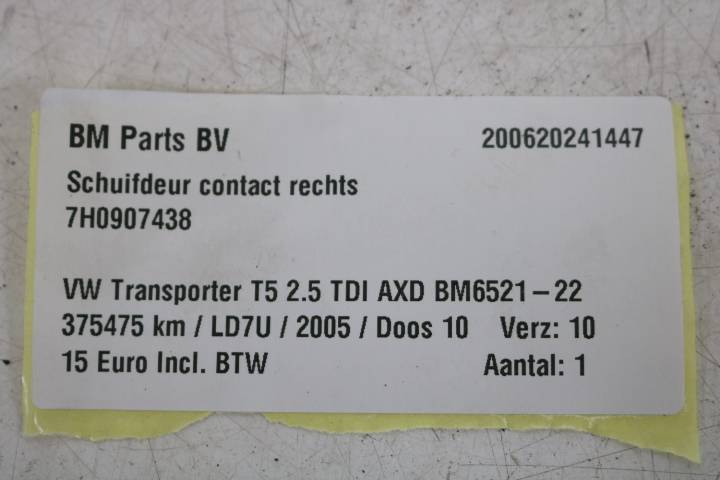 BM Parts BV 200620241447
Schuifdeur contact rechts
7H0907438
VW Transporter T5 2.5 TDI AXD BM6521-22
375475 km / LD7U / 2005 / Doos 10 Verz: 10
15 Euro Incl. BTW Aantal: 1